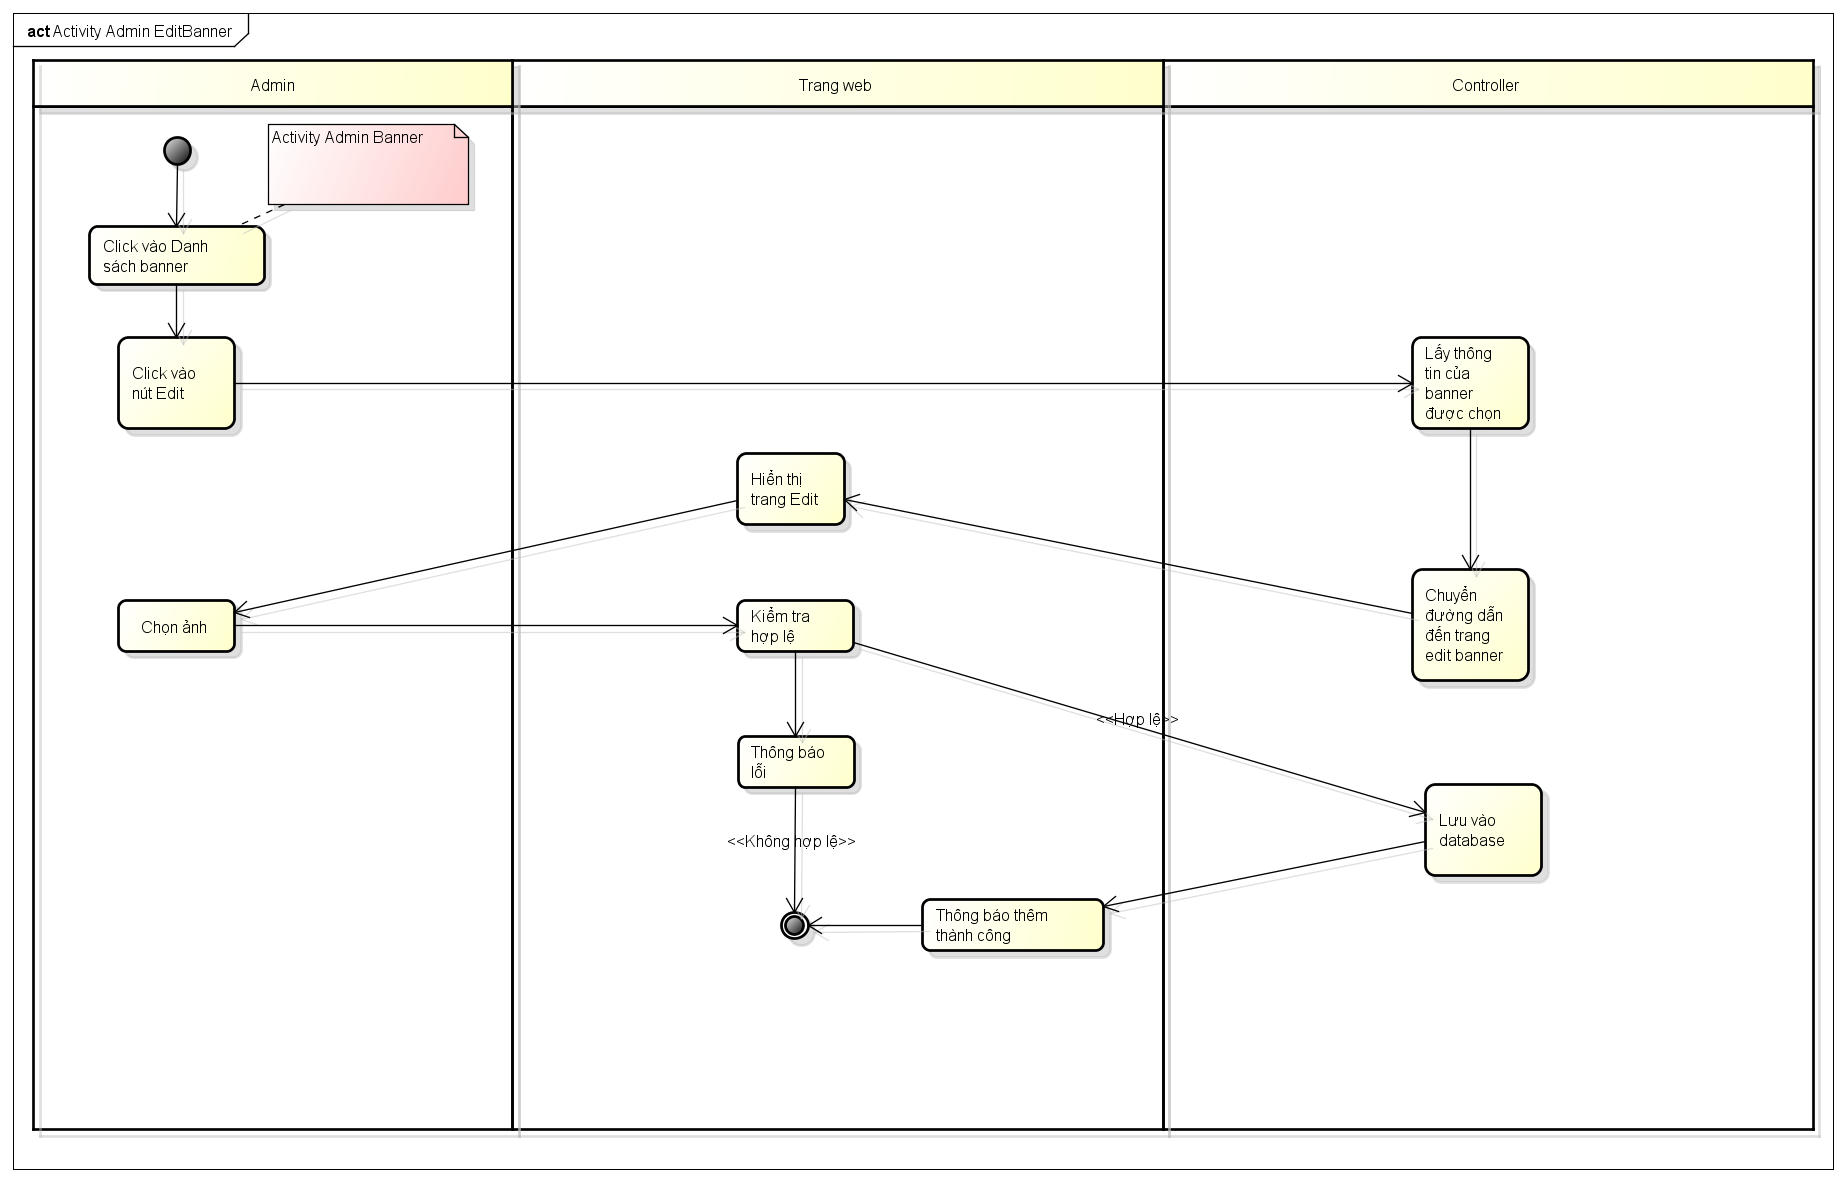 act Activity Admin EditBanner
Admin
Trang web
Controller
Activity Admin Banner
Click vào Danh
sách banner
Click vào
nút Edit
Lấy thông
tin của
banner
được chọn
Hiển thị
trang Edit
Chuyển
đường dẫn
đến trang
edit banner
Chọn ảnh
Kiểm tra
hợp lệ
<<Hợp lệ>>
Thông báo
lỗi
Lưu vào
database
<<Không hợp lệ>>
Thông báo thêm
thành công